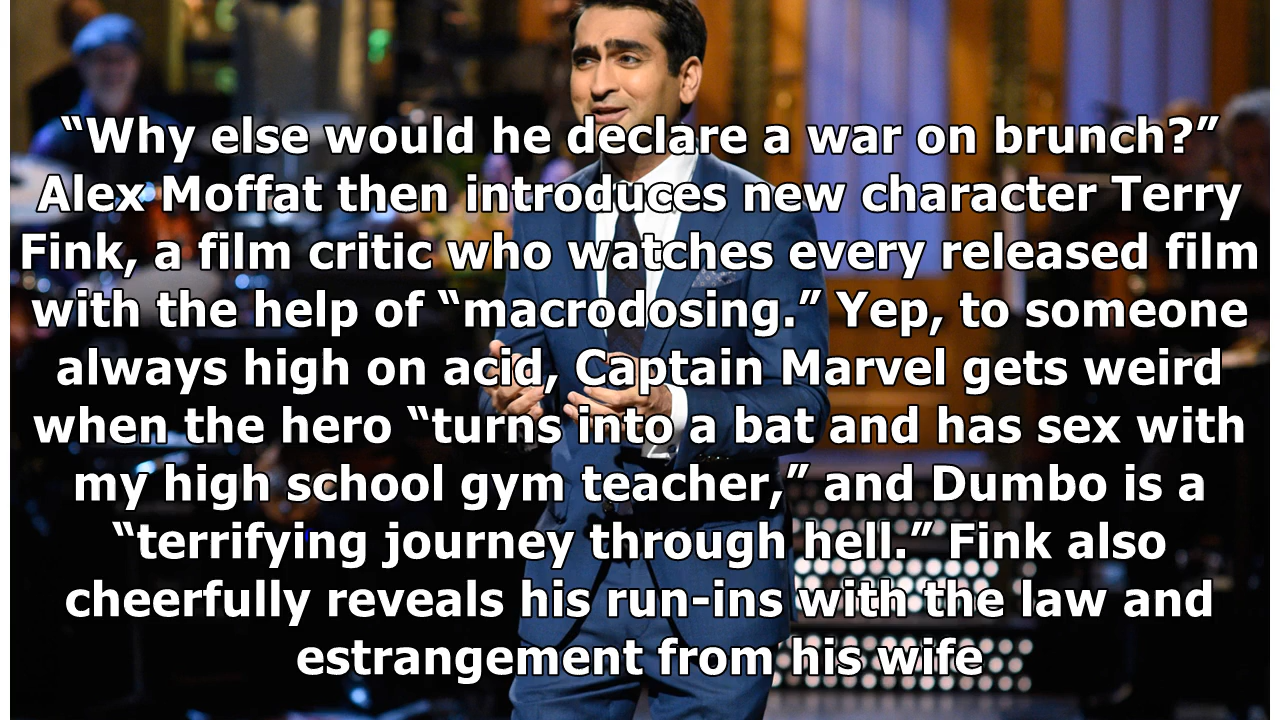 “Why else would he declare a war on brunch?”
Alex Moffat then introduces new character Terry
Fink, a film critic who watches every released film
with the help of “macrodosing.” Yep, to someone
always high on acid, Captain Marvel gets weird
when the hero “turns into a bat and has sex with
my high school gym teacher,” and Dumbo is a
“terrifying journey through hell.” Fink also
cheerfully reveals his run-ins with the law and
estrangement from his wife